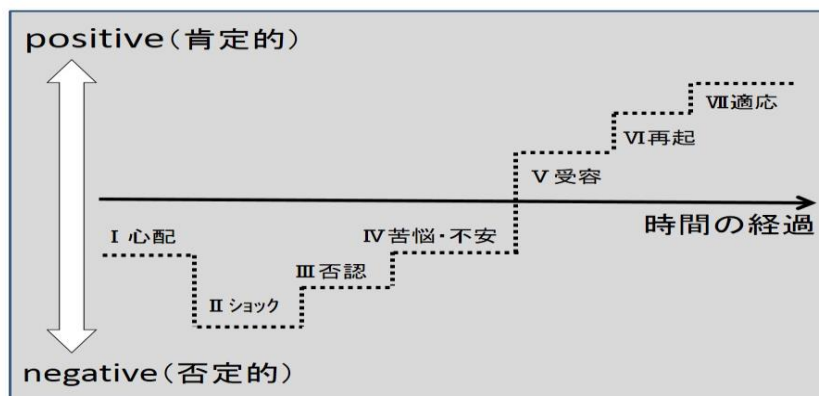 positive(肯定的)
Ⅶ適応
Ⅵ再起
Ⅴ 受容
時間の経過
Ⅰ 心配
Ⅳ苦悩・不安
Ⅲ否認
Ⅱショック
negative(否定的)